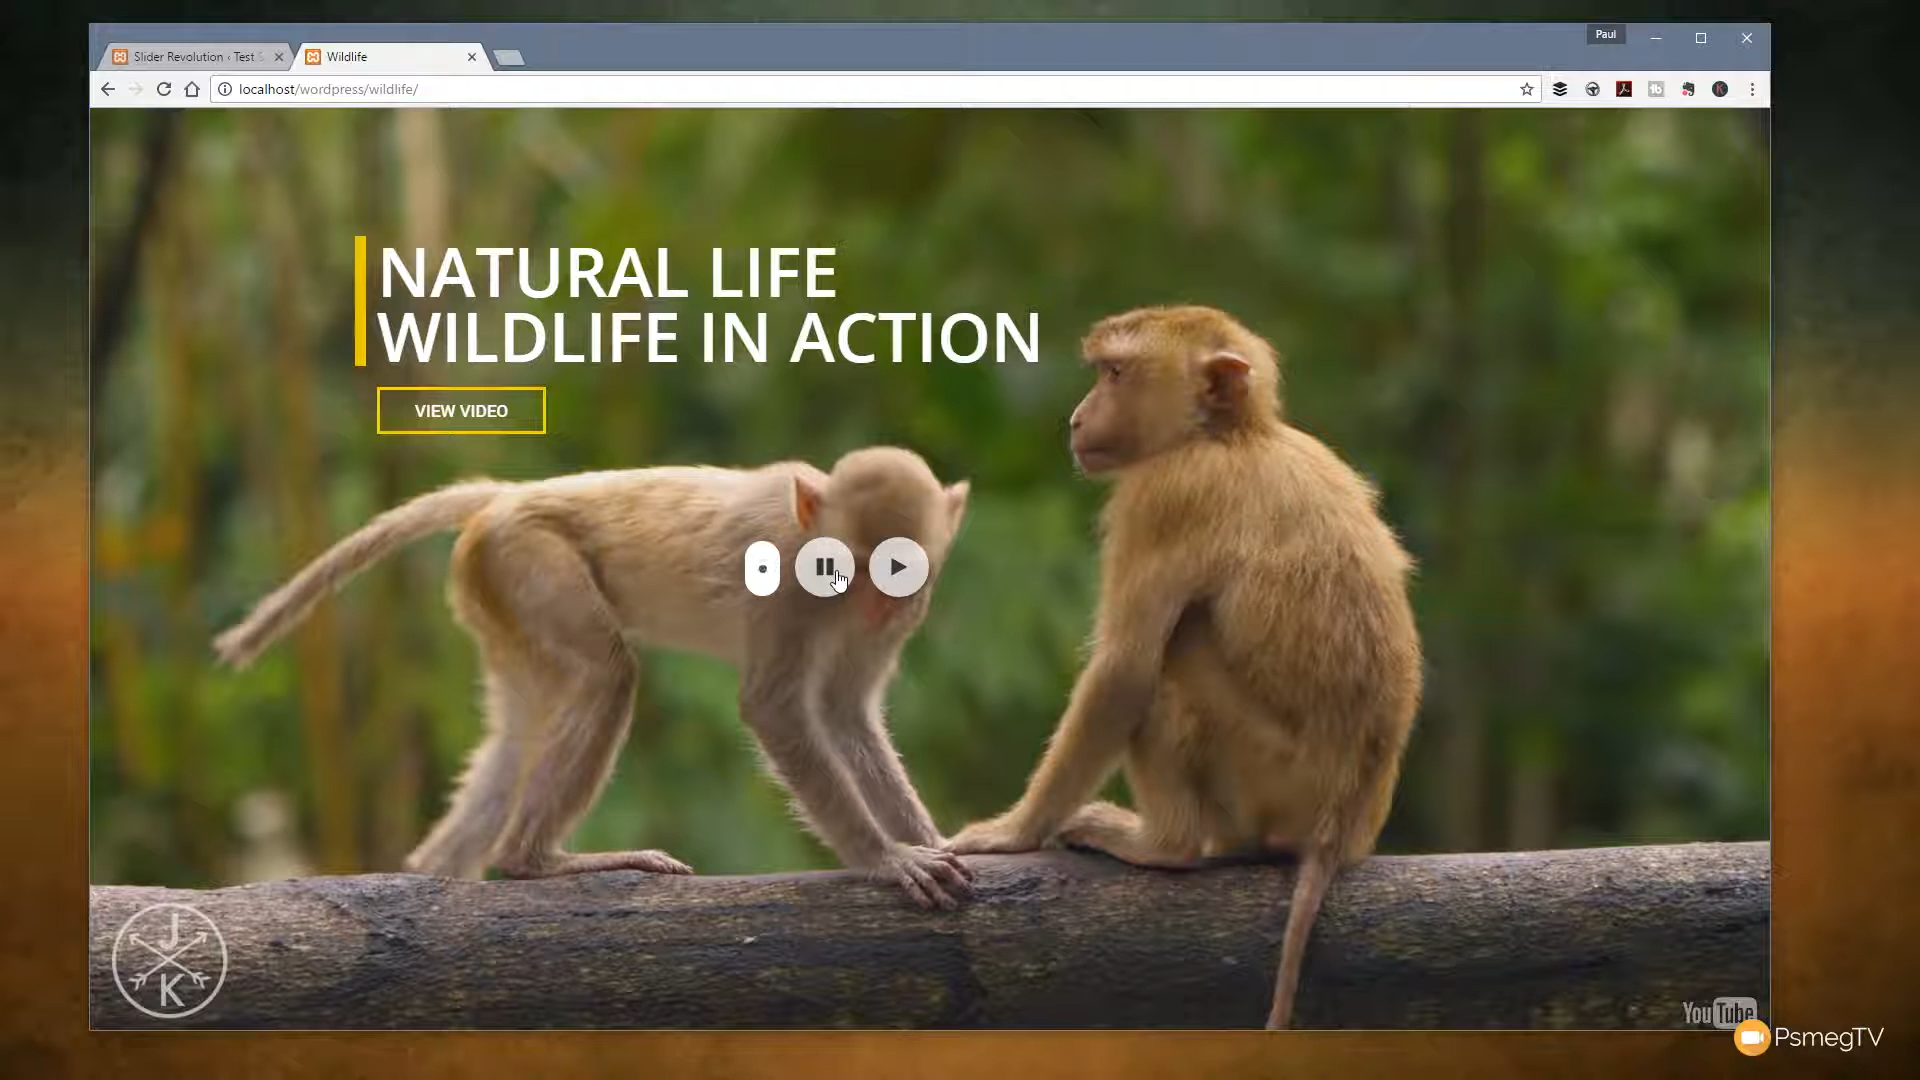 Paul
Slider Revolution ‹ Test S
Wildlife
localhost/wordpress/wildlife/
NATURAL LIFE
WILDLIFE IN ACTION
VIEW VIDEO
J
K
YouTube
PsmegTV